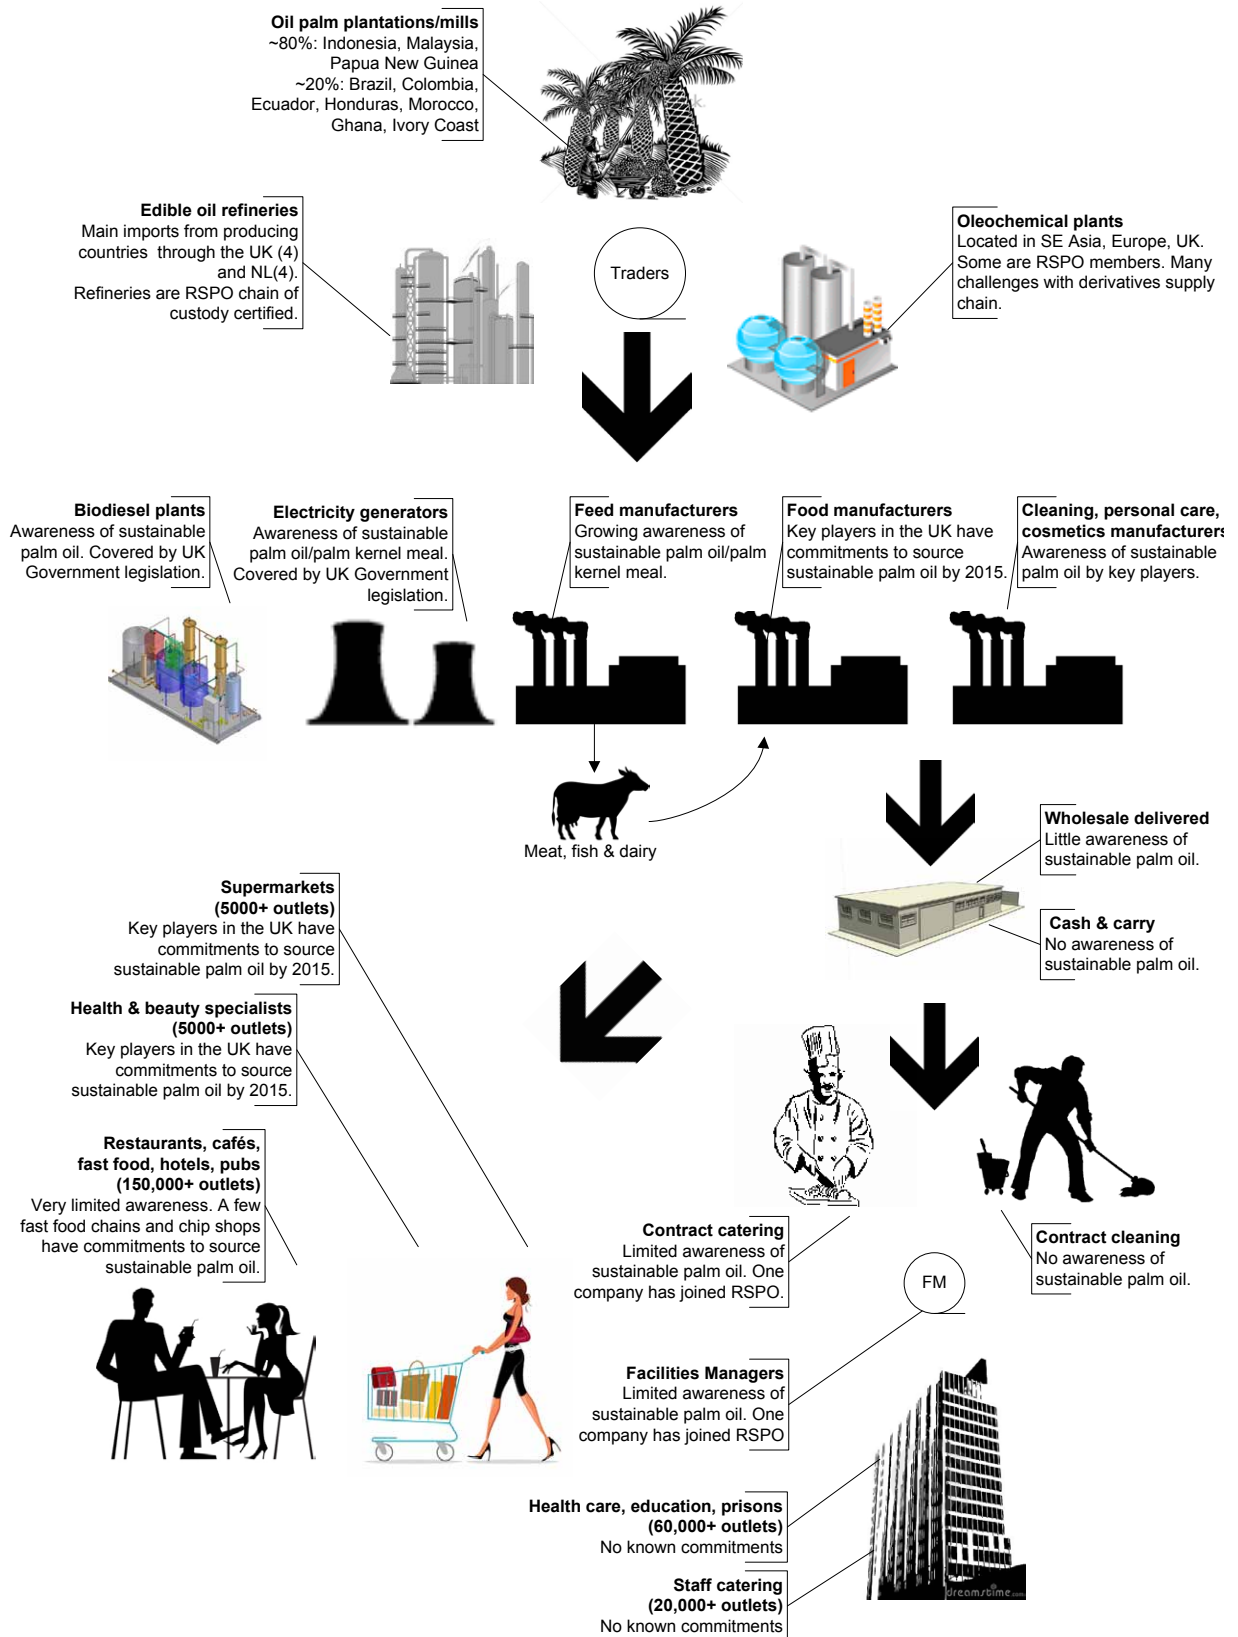 Oil palm plantations/mills
~80%: Indonesia, Malaysia,
Papua New Guinea
~20%: Brazil, Colombia,
Ecuador, Honduras, Morocco,
Ghana, Ivory Coast
k.
Edible oil refineries
Main imports from producing
countries through the UK (4)
and NL(4).
Refineries are RSPO chain of
custody certified.
Traders
Oleochemical plants
Located in SE Asia, Europe, UK.
Some are RSPO members. Many
challenges with derivatives supply
chain.
Biodiesel plants
Awareness of sustainable
palm oil. Covered by UK
Government legislation.
Electricity generators
Awareness of sustainable
palm oil/palm kernel meal.
Covered by UK Government
legislation.
Feed manufacturers
Growing awareness of
sustainable palm oil/palm
kernel meal.
Food manufacturers
Key players in the UK have
commitments to source
sustainable palm oil by 2015.
Cleaning, personal care,
cosmetics manufacturers
Awareness of sustainable
palm oil by key players.
Meat, fish & dairy
Wholesale delivered
Little awareness of
sustainable palm oil.
Cash & carry
No awareness of
sustainable palm oil.
Supermarkets
(5000+ outlets)
Key players in the UK have
commitments to source
sustainable palm oil by 2015.
Health & beauty specialists
(5000+ outlets)
Key players in the UK have
commitments to source
sustainable palm oil by 2015.
Restaurants, cafés,
fast food, hotels, pubs
(150,000+ outlets)
Very limited awareness. A few
fast food chains and chip shops
have commitments to source
sustainable palm oil.
Contract catering
Limited awareness of
sustainable palm oil. One
company has joined RSPO.
Contract cleaning
No awareness of
sustainable palm oil.
FM
Facilities Managers
Limited awareness of
sustainable palm oil. One
company has joined RSPO
Health care, education, prisons
(60,000+ outlets)
No known commitments
Staff catering
(20,000+ outlets)
No known commitments
dreamstime.com